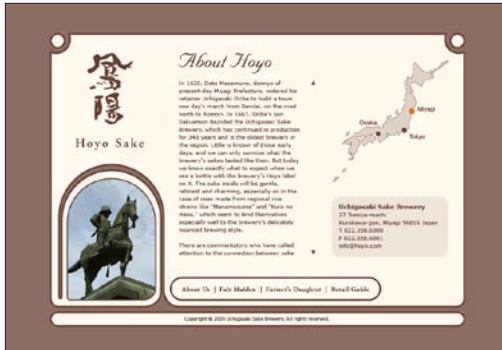 鳳
陽
Hoyo Sake
About Hoyo
In 1620, Date Masamune, daimyo of
present-day Miyagi Prefecture, ordered his
retainer Uchigasaki Oribe to build a town
one day's march from Sendai, on the road
north to Aomori. In 1661, Oribe's son
Sakuemon founded the Uchigasaki Sake
Brewery, which has continued in production
for 343 years and is the oldest brewery in
the region. Little is known of those early
days, and we can only surmise what the
brewery's sakes tasted like then. But today
we know exactly what to expect when we
see a bottle with the brewery's Hoyo label
on it. The sake inside will be gentle,
reticent and charming, especially so in the
case of ones made from regional rice
strains like "Manamusume" and "Kura no
Hana," which seem to lend themselves
especially well to the brewery's delicately
nuanced brewing style.
There are commentators who have called
attention to the connection between sake
Miyagi
Osaka
Tokyo
Uchigasaki Sake Brewery
27 Tomiya-machi
Kurokawa-gun, Miyagi Japan
info@hoyo.com
About Us | Fair Maiden | Farmer's Daughter | Retail Guide
Copyright © 2005 Uchigasaki Sake Brewery. All rights reserved.